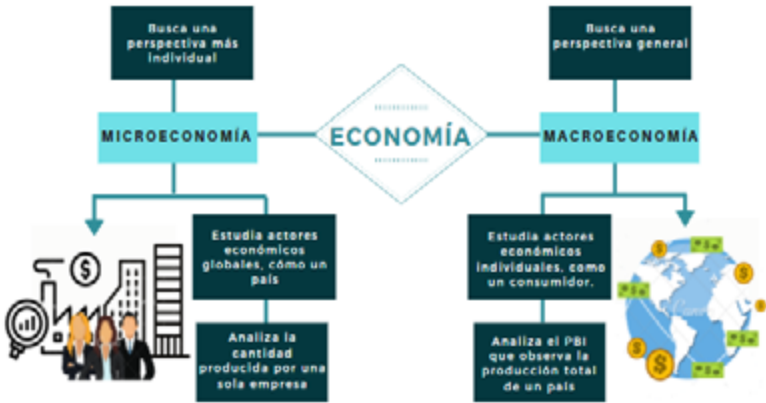 Busca una
perspectiva más
individual
Busca una
perspectiva general
MICROECONOMÍA
ECONOMÍA
MACROECONOMÍA
Estudia actores
económicos
globales, cómo un
país
Estudia actores
económicos
individuales, como
un consumidor.
Analiza la
cantidad
producida por una
sola empresa
Analiza el PBI
que observa la
producción total
de un país